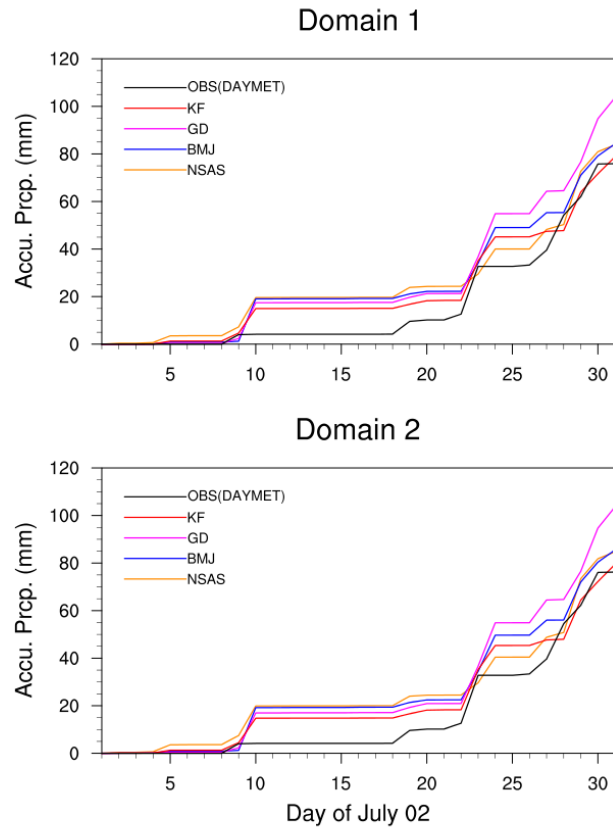 Domain 1
Accu. Prcp. (mm)
120
100
80
60
40
20
0
OBS(DAYMET)
KF
GD
BMJ
NSAS
5 10 15 20 25 30
Domain 2
Accu. Prcp. (mm)
120
100
80
60
40
20
0
OBS(DAYMET)
KF
GD
BMJ
NSAS
5 10 15 20 25 30
Day of July 02